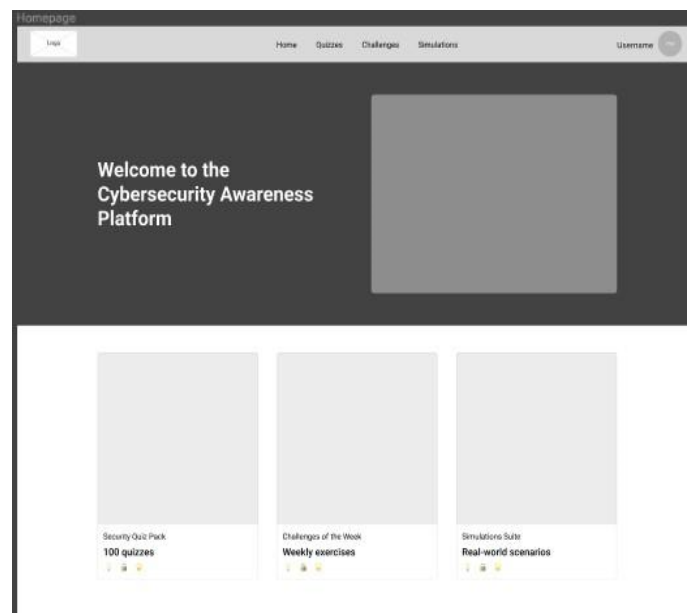 Homepage
Logo
Home Quizzes Challenges Simulations
Username
Welcome to the
Cybersecurity Awareness
Platform
Security Quiz Pack
100 quizzes
Challenges of the Week
Weekly exercises
Simulations Suite
Real-world scenarios